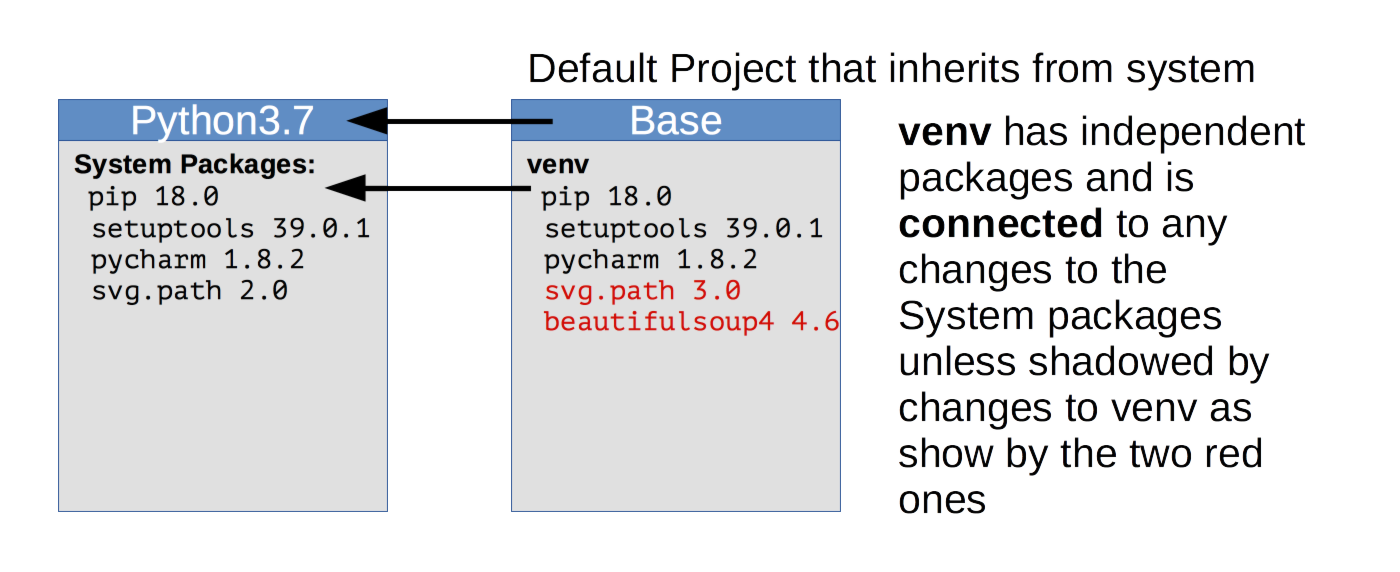 Default Project that inherits from system
Python3.7
System Packages:
pip 18.0
setuptools 39.0.1
pycharm 1.8.2
svg.path 2.0
Base
venv
pip 18.0
setuptools 39.0.1
pycharm 1.8.2
svg.path 3.0
beautifulsoup4 4.6
venv has independent
packages and is
connected to any
changes to the
System packages
unless shadowed by
changes to venv as
show by the two red
ones